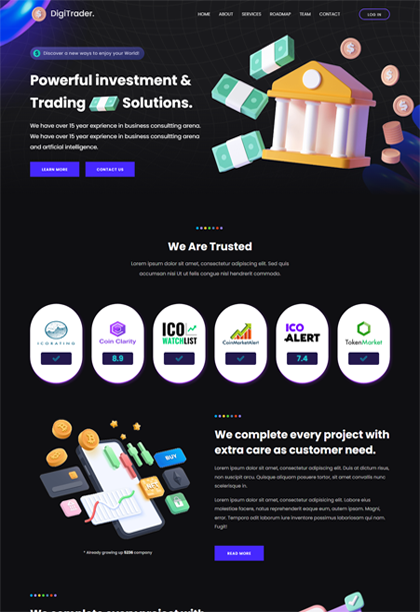 DigiTrader.
HOME ABOUT SERVICES ROADMAP TEAM CONTACT LOG IN
Discover a new ways to enjoy your World!
Powerful investment &
Trading Solutions.
We have over 15 year exprience in business consultting arena.
We have over 15 year exprience in business consultting arena
and artificial intelligence.
LEARN MORE CONTACT US
We Are Trusted
Lorem ipsum dolor sit amet, consectetur adipiscing elit. Duis sed quis
accumsan nisi Ut ut felis congue nisl hendrerit commodo.
ICORATING
Coin Clarity
8.9
ICO
WATCHLIST
CoinMarketAlert
ICO
ALERT
7.4
TokenMarket
We complete every project with
extra care as customer need.
Lorem ipsum dolor sit amet, consectetur adipiscing elit. Duis at dictum risus,
non suscipit arcu. Quisque aliquam posuere tortor, sit amet convallis nunc
scelerisque in.
Lorem ipsum dolor sit amet, consectetur adipisicing elit. Labore eius
molestiae facere, natus reprehenderit eaque eum, autem ipsam. Magni,
error. Tempora odit laborum iure inventore possimus laboriosam qui nam.
Fugit!
READ MORE
BUY
* Already growing up $256 company
We complete every project with